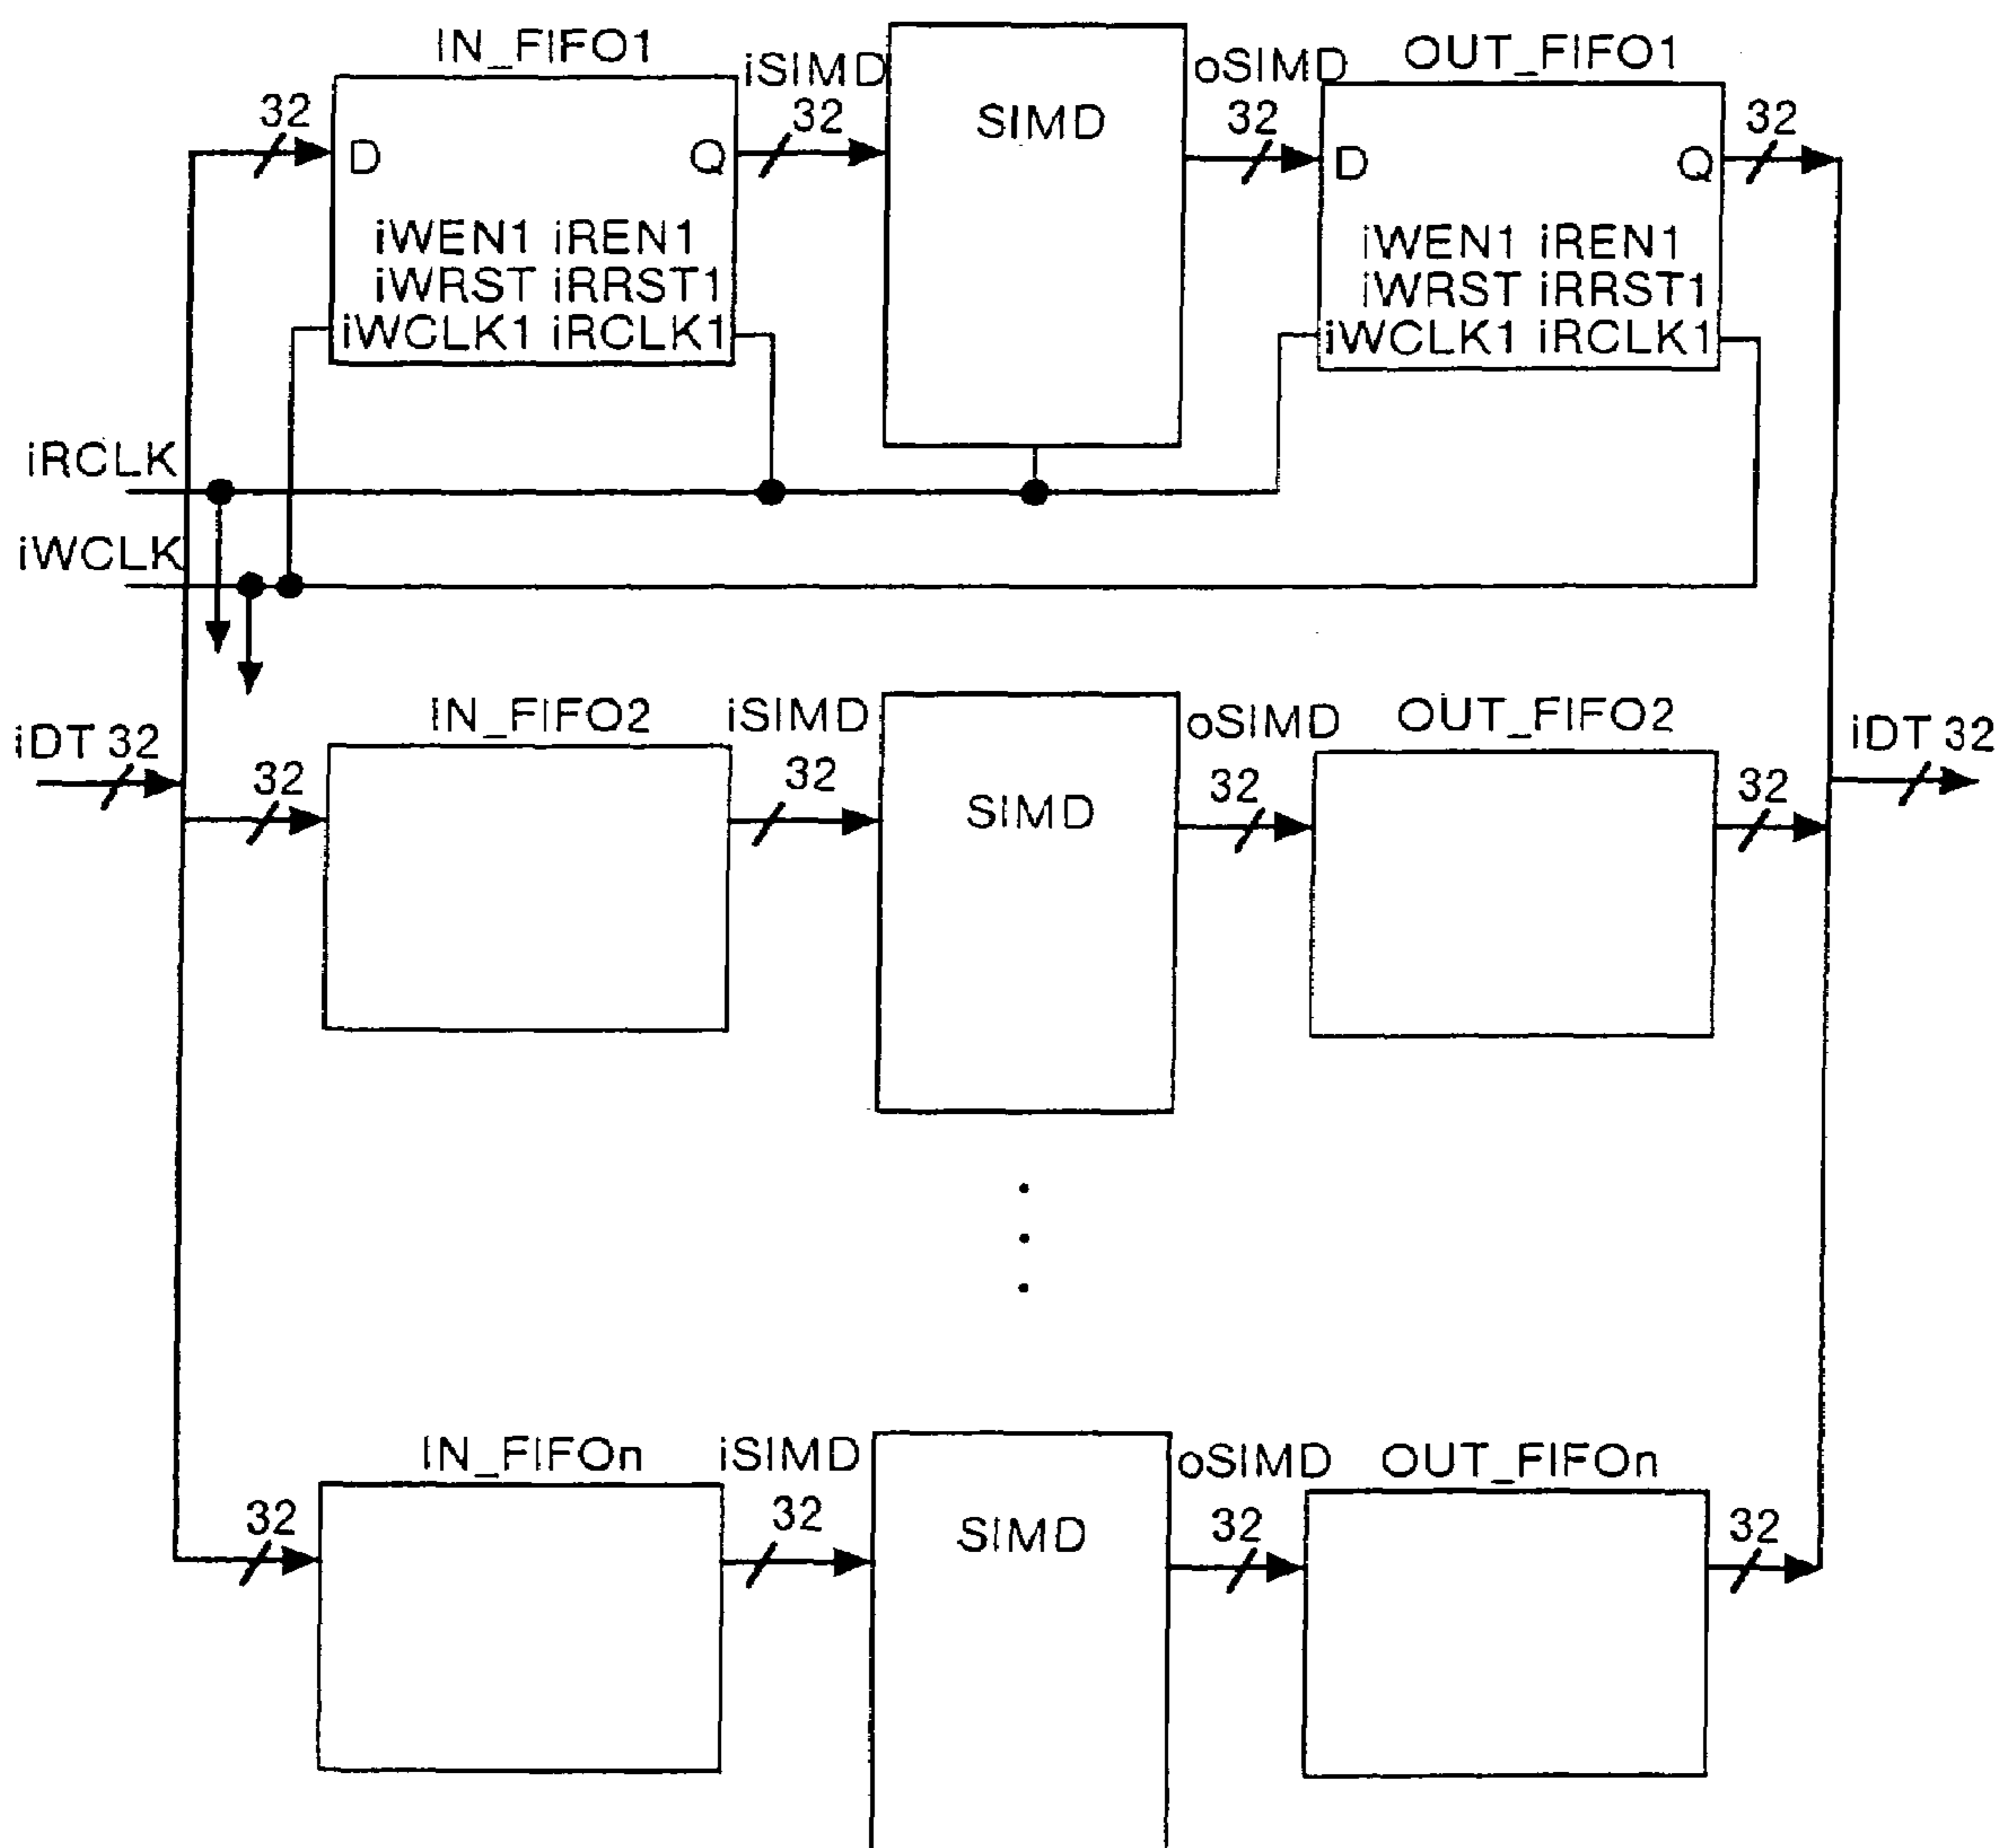 IN_FIFO1
iSIMD
SIMD
oSIMD
OUT_FIFO1
32
32
32
32
D
Q
D
Q
iWEN1 iREN1
iWRST iRRST1
iWCLK1 iRCLK1
iWEN1 iREN1
iWRST iRRST1
iWCLK1 iRCLK1
iRCLK
iWCLK
iDT 32
IN_FIFO2
iSIMD
SIMD
oSIMD
OUT_FIFO2
32
32
32
32
iDT 32
IN_FIFOn
iSIMD
SIMD
oSIMD
OUT_FIFOn
32
32
32
32